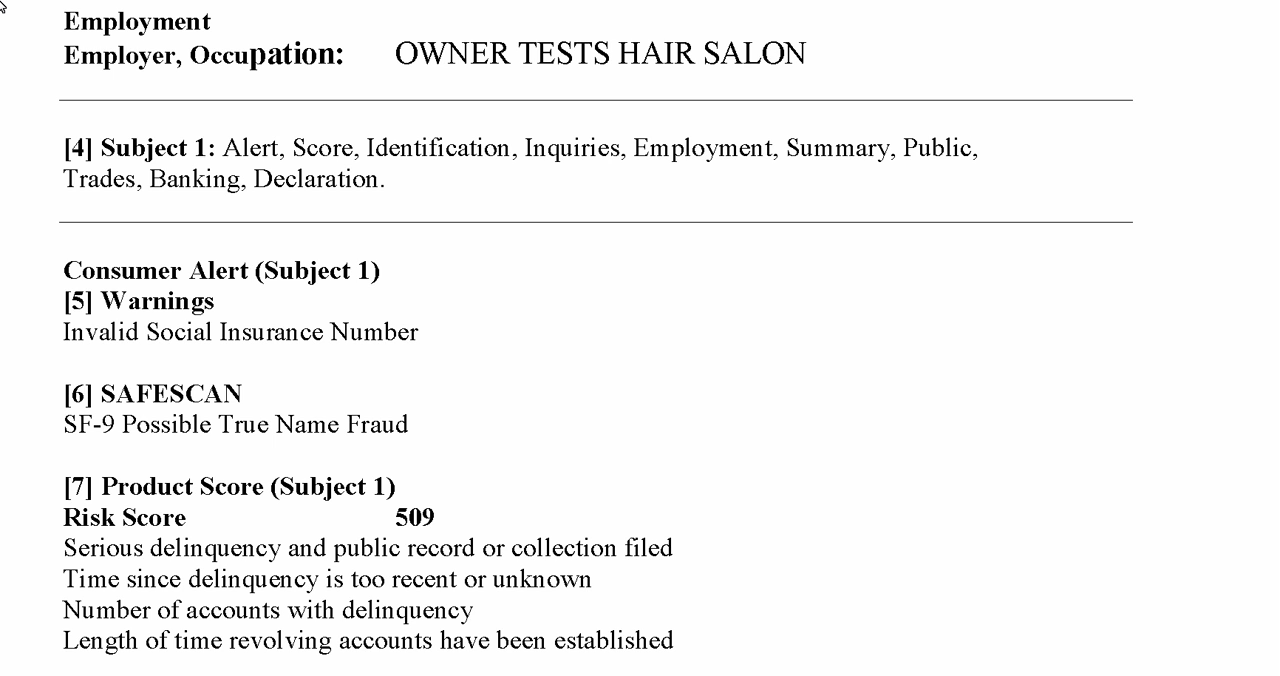 Employment
Employer, Occupation: OWNER TESTS HAIR SALON
[4] Subject 1: Alert, Score, Identification, Inquiries, Employment, Summary, Public,
Trades, Banking, Declaration.
Consumer Alert (Subject 1)
[5] Warnings
Invalid Social Insurance Number
[6] SAFESCAN
SF-9 Possible True Name Fraud
[7] Product Score (Subject 1)
Risk Score 509
Serious delinquency and public record or collection filed
Time since delinquency is too recent or unknown
Number of accounts with delinquency
Length of time revolving accounts have been established